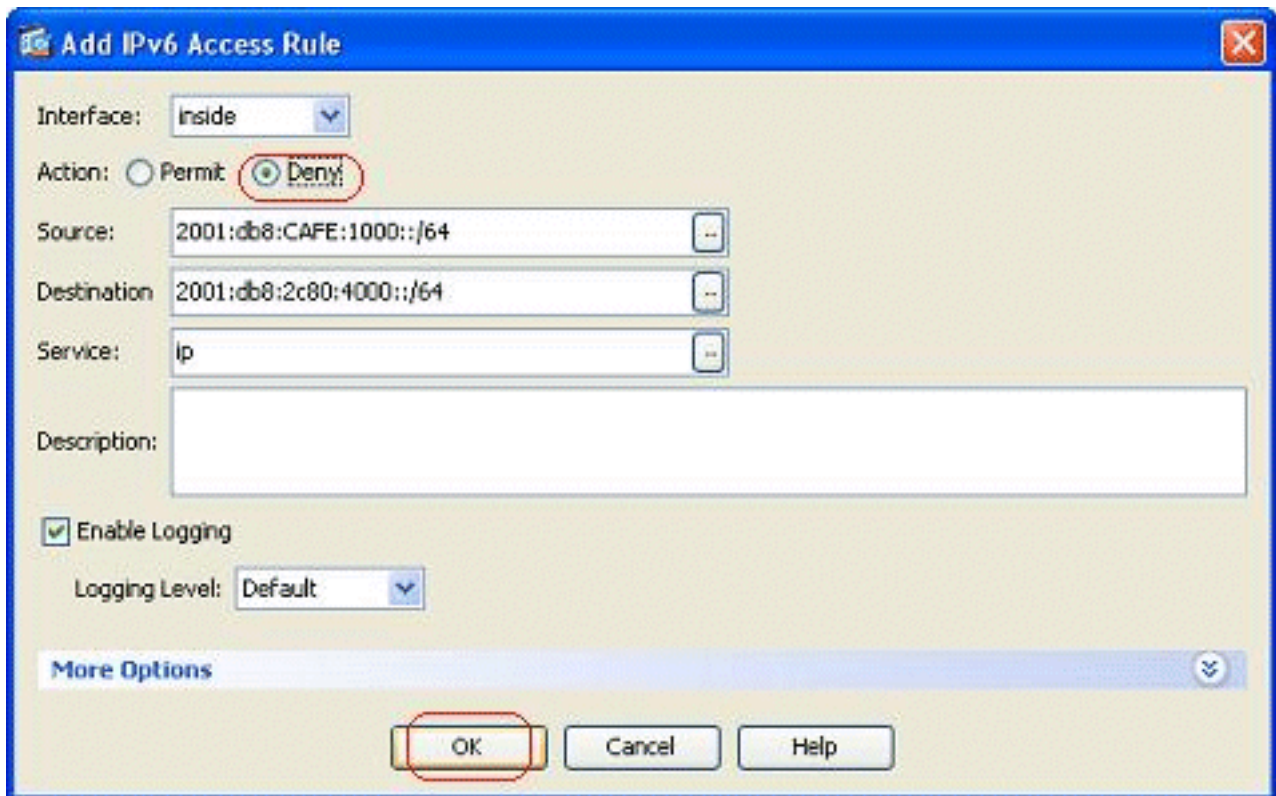 Add IPv6 Access Rule
Interface: inside
Action: Permit Deny
Source: 2001:db8:CAFE:1000::/64
Destination 2001:db8:2c80:4000::/64
Service: ip
Description:
Enable Logging
Logging Level: Default
More Options
OK Cancel Help